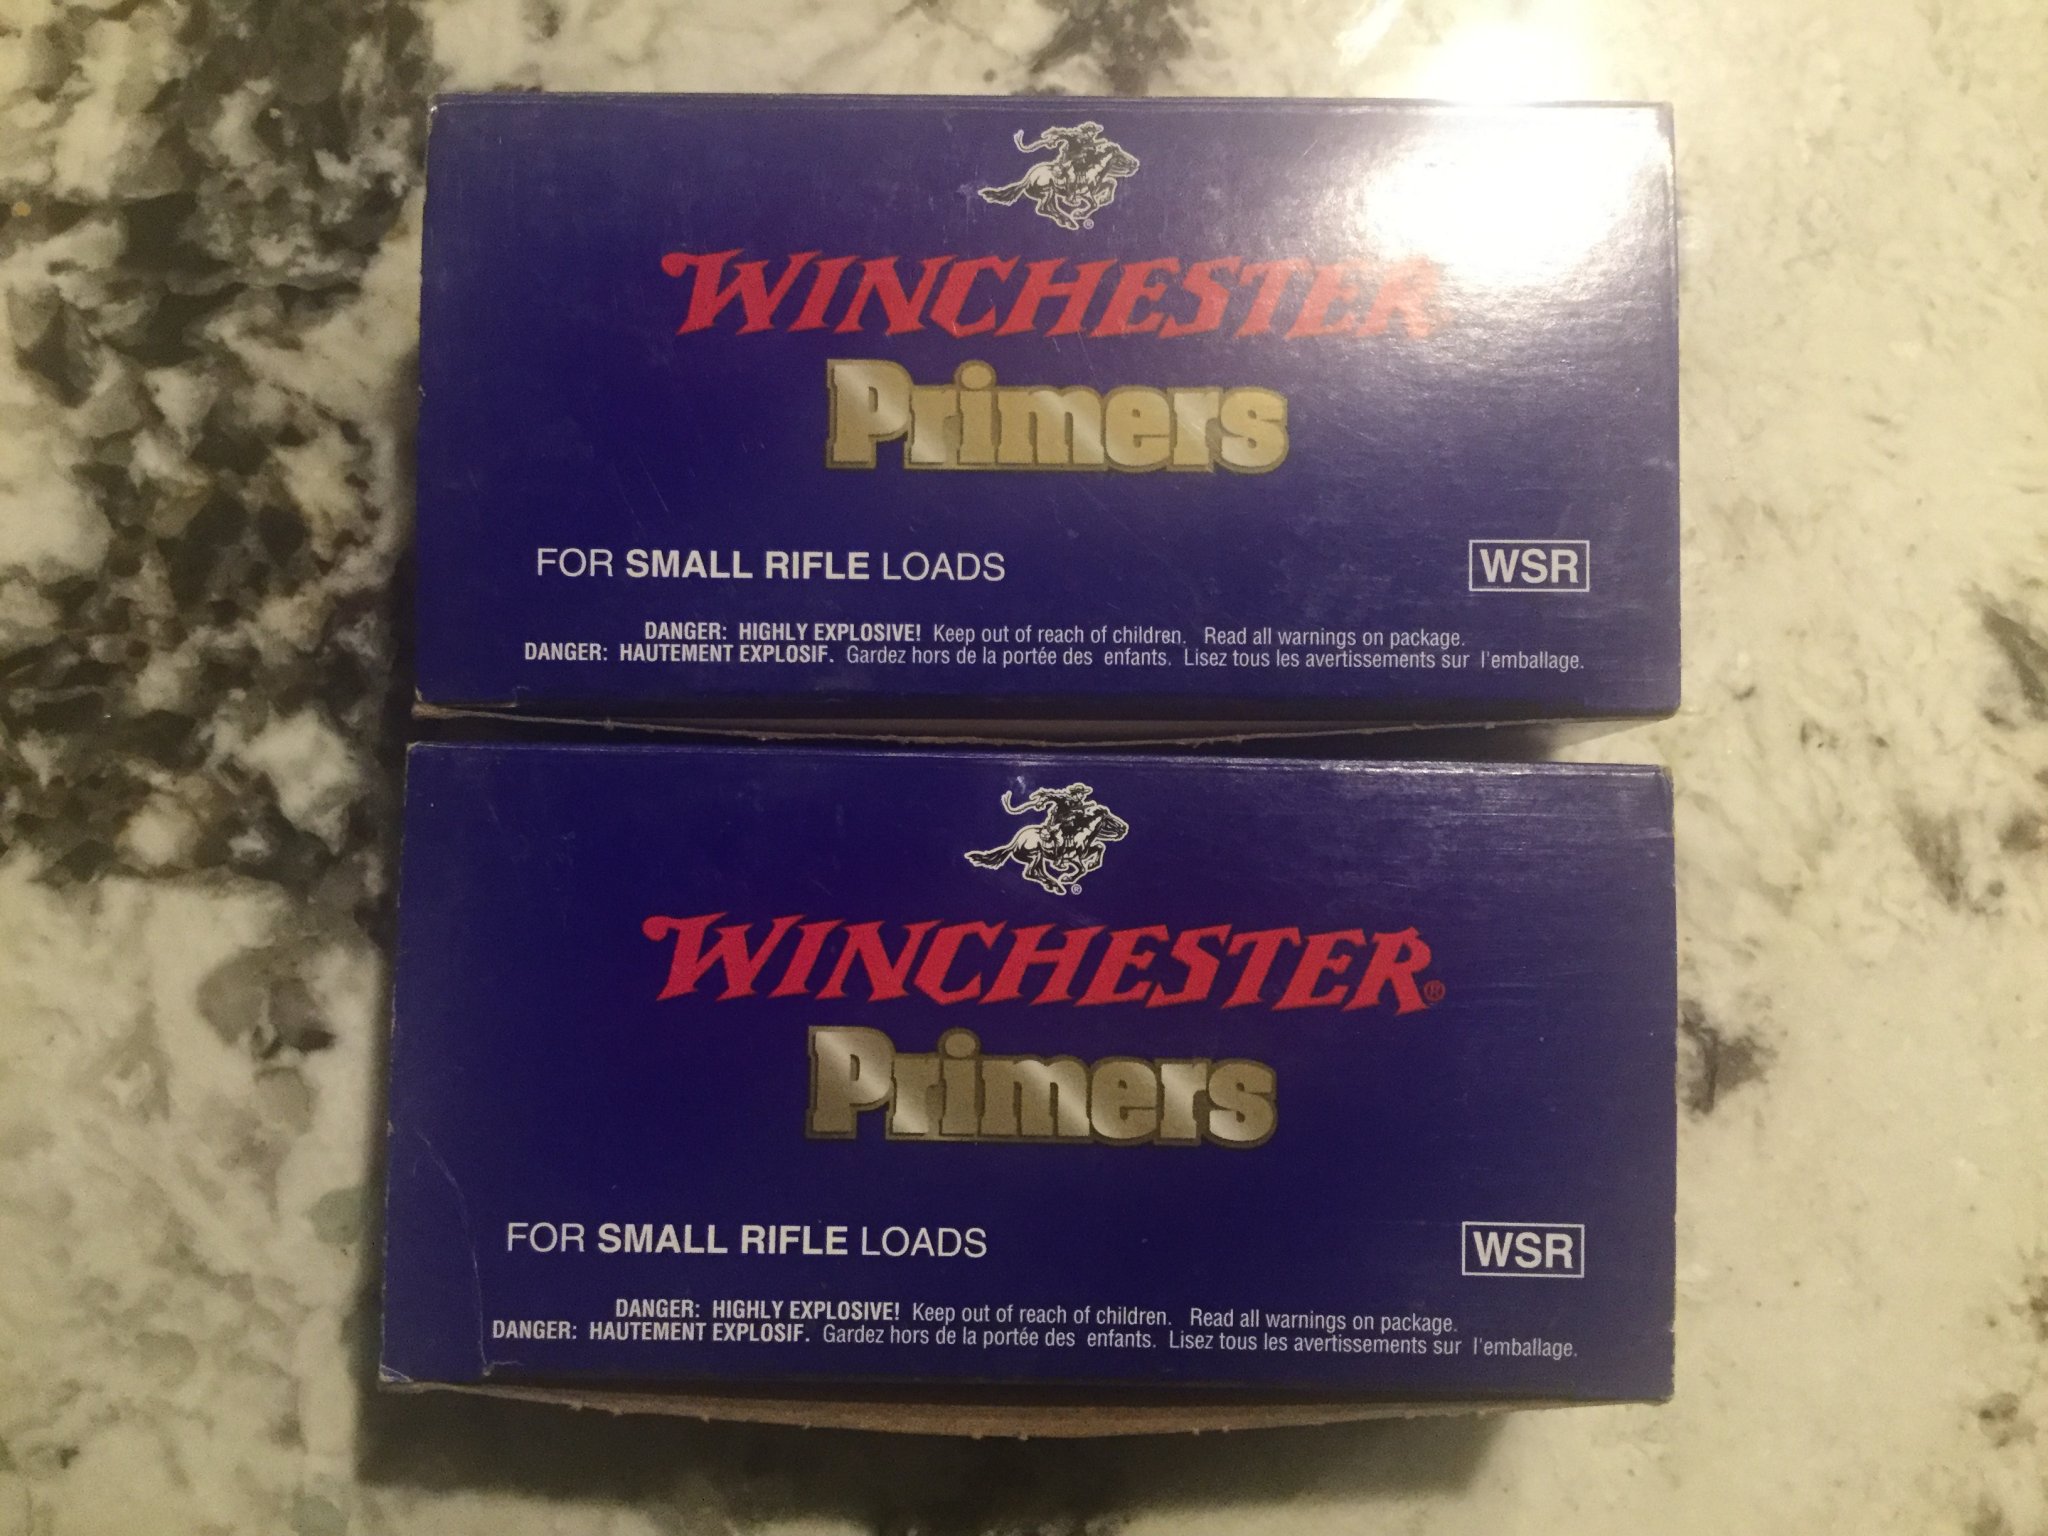 WINCHESTER
Primers
FOR SMALL RIFLE LOADS
WSR
DANGER: HIGHLY EXPLOSIVE! Keep out of reach of children. Read all warnings on package.
DANGER: HAUTEMENT EXPLOSIF. Gardez hors de la portée des enfants. Lisez tous les avertissements sur l'emballage.
WINCHESTER®
Primers
FOR SMALL RIFLE LOADS
WSR
DANGER: HIGHLY EXPLOSIVE! Keep out of reach of children. Read all warnings on package.
DANGER: HAUTEMENT EXPLOSIF. Gardez hors de la portée des enfants. Lisez tous les avertissements sur l'emballage.